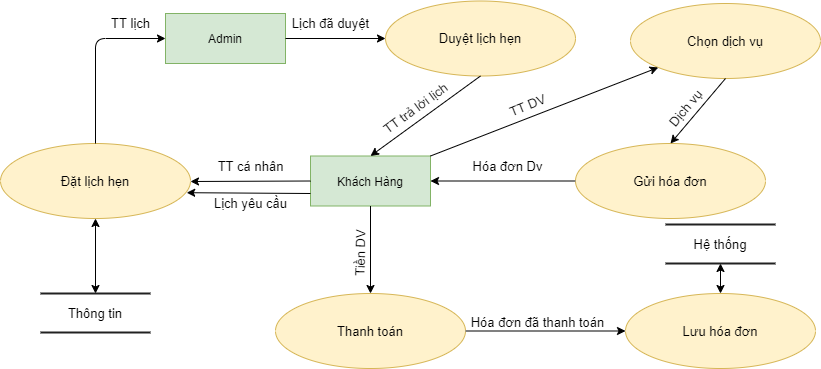 TT lịch
Admin
Lịch đã duyệt
Duyệt lịch hẹn
Chọn dịch vụ
TT trả lời lịch
TT DV
Dịch vụ
Đặt lịch hẹn
TT cá nhân
Lịch yêu cầu
Khách Hàng
Hóa đơn Dv
Gửi hóa đơn
Tiền DV
Hệ thống
Thông tin
Thanh toán
Hóa đơn đã thanh toán
Lưu hóa đơn